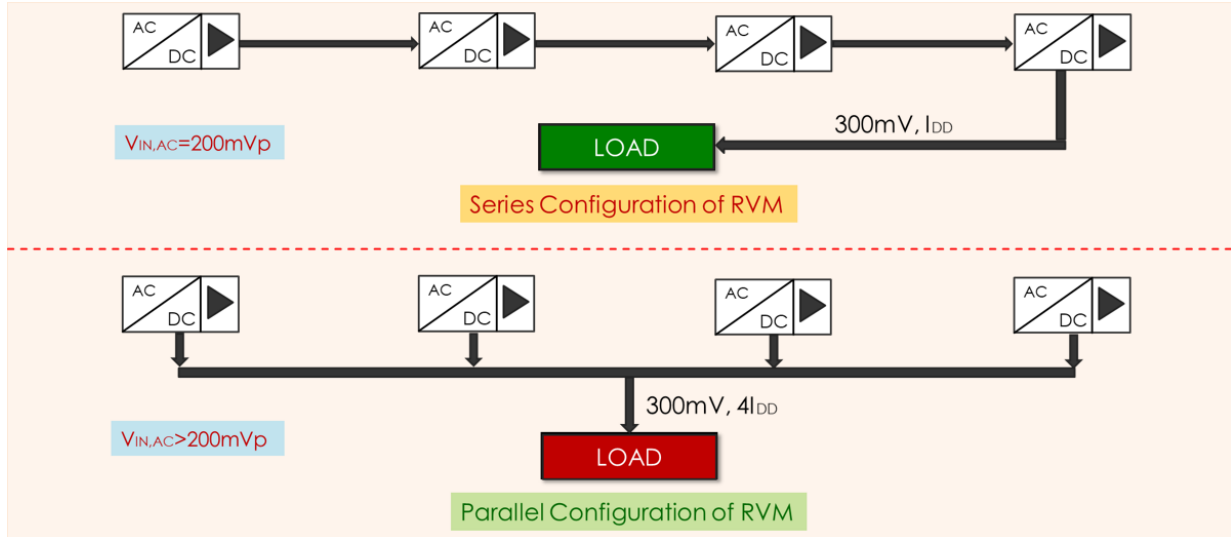 AC
DC
AC
DC
AC
DC
AC
DC
VIN,AC=200mVp
300mV, IDD
LOAD
Series Configuration of RVM
AC
DC
AC
DC
AC
DC
AC
DC
300mV, 4IDD
VIN,AC>200mVp
LOAD
Parallel Configuration of RVM